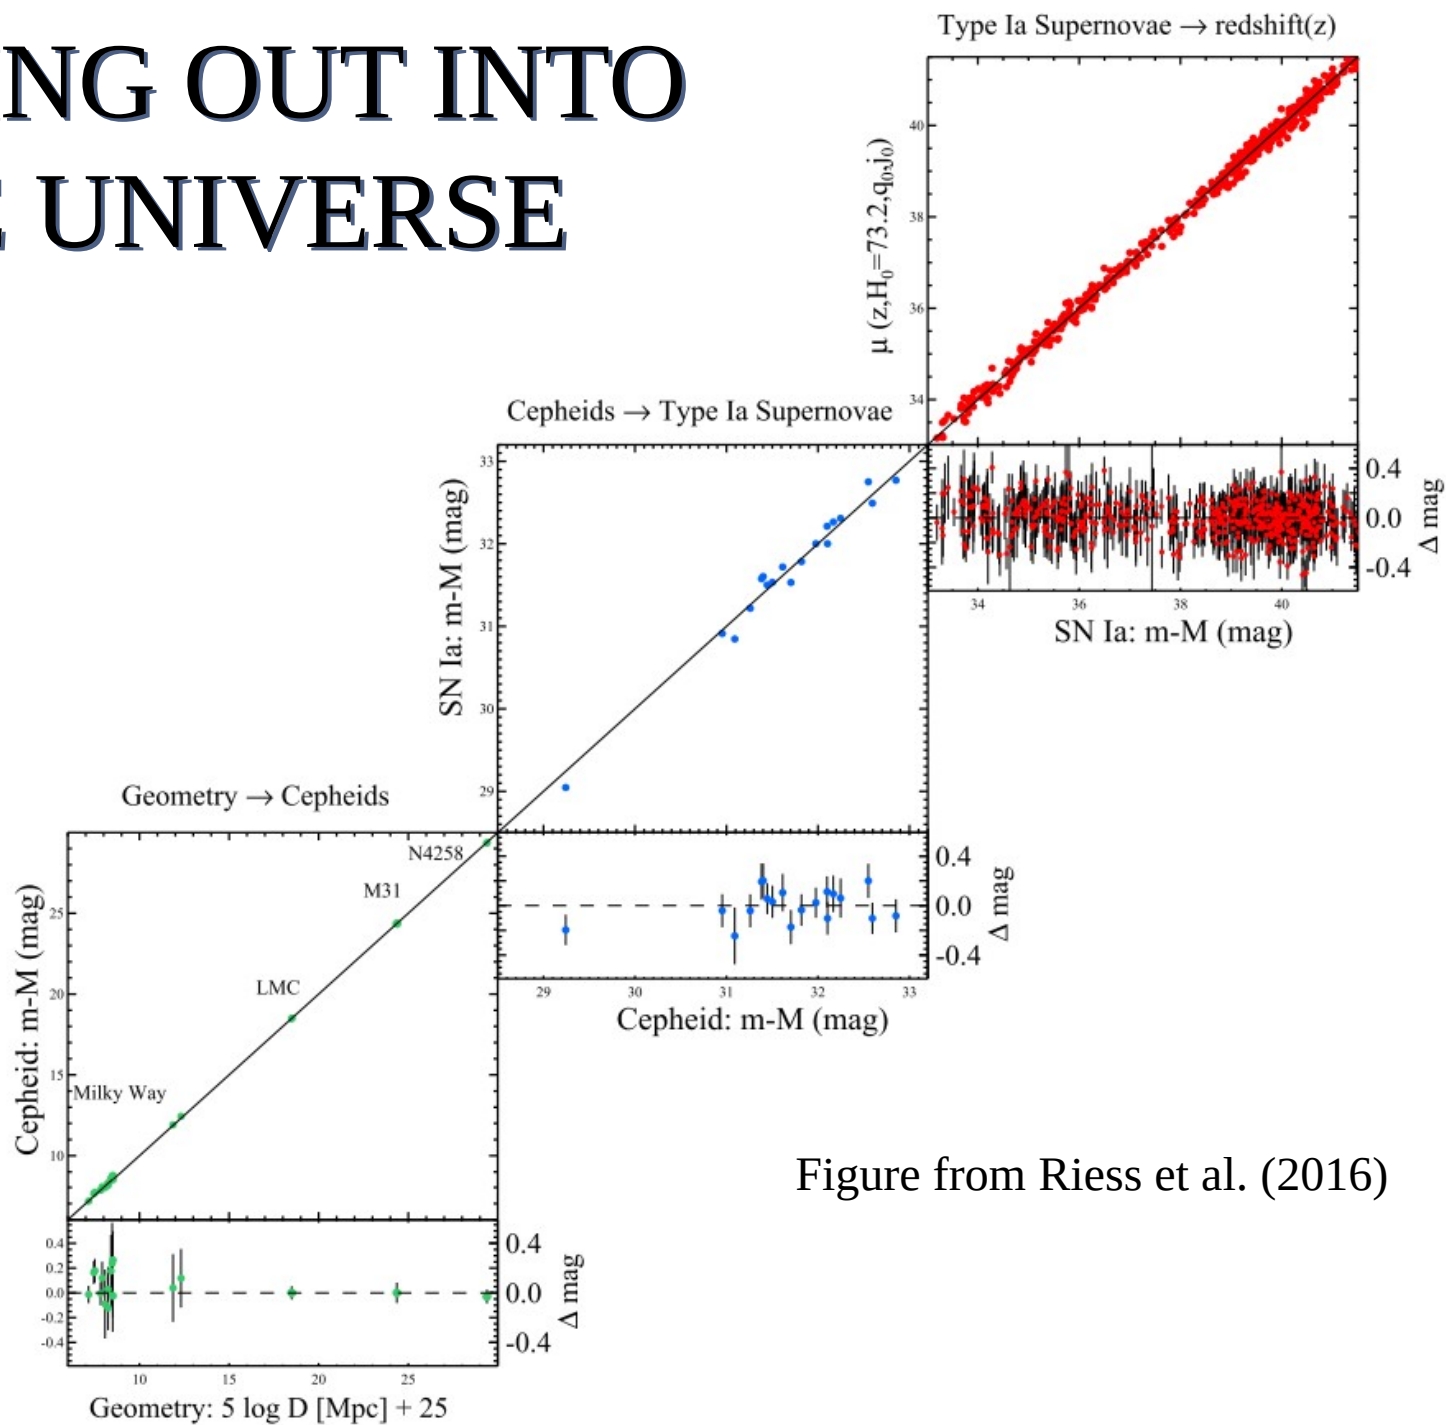 NG OUT INTO
E UNIVERSE
Type Ia Supernovae → redshift(z)
μ (z,H₀=73.2,q₀,j₀)
40
38
36
34
0.4
0.0
-0.4
Δ mag
34 36 38 40
SN Ia: m-M (mag)
Cepheids → Type Ia Supernovae
SN Ia: m-M (mag)
33
32
31
30
29
0.4
0.0
-0.4
Δ mag
29 30 31 32 33
Cepheid: m-M (mag)
Geometry → Cepheids
Cepheid: m-M (mag)
N4258
M31
LMC
Milky Way
25
20
15
10
0.4
0.2
0.0
-0.2
-0.4
0.4
0.0
-0.4
Δ mag
10 15 20 25
Geometry: 5 log D [Mpc] + 25
Figure from Riess et al. (2016)